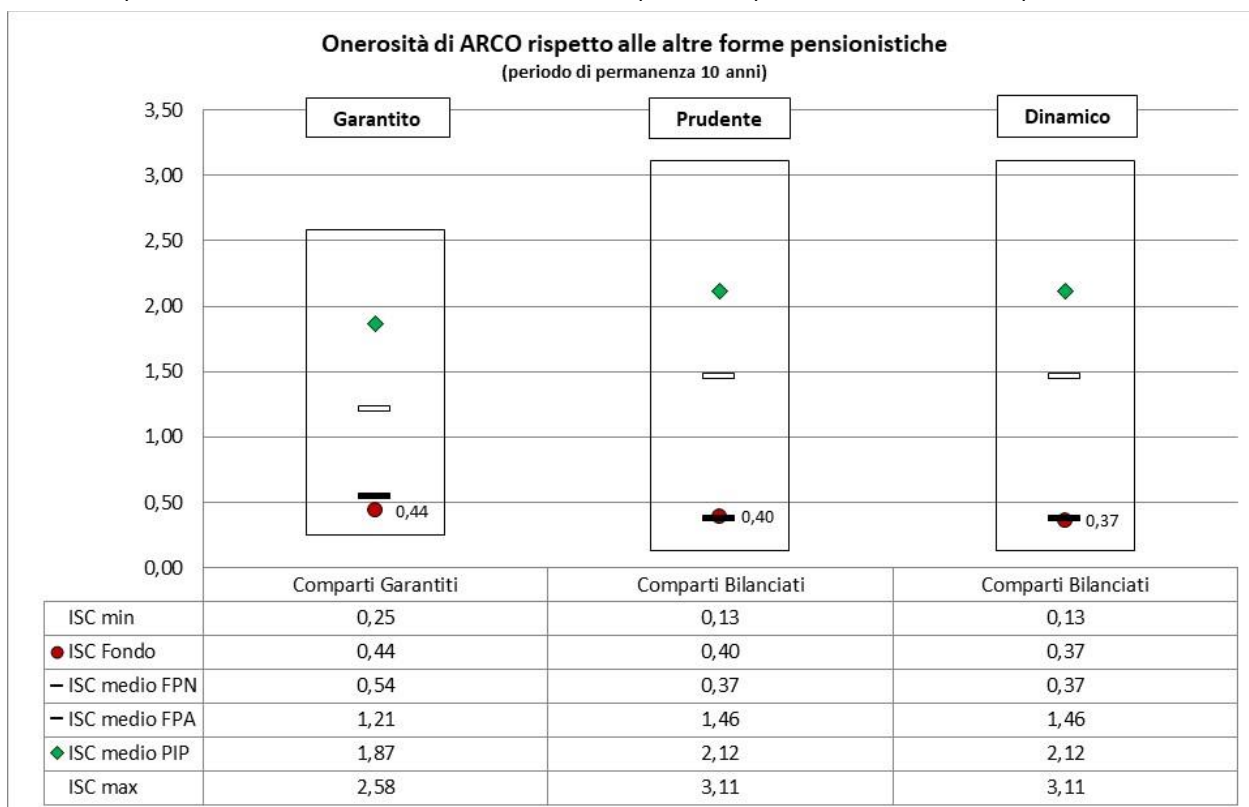 Onerosità di ARCO rispetto alle altre forme pensionistiche
(periodo di permanenza 10 anni)
Garantito Prudente Dinamico
3,50
3,00
2,50
2,00
1,50
1,00
0,50
0,00
0,44 0,40 0,37
Comparti Garantiti Comparti Bilanciati Comparti Bilanciati
ISC min 0,25 0,13 0,13
ISC Fondo 0,44 0,40 0,37
ISC medio FPN 0,54 0,37 0,37
ISC medio FPA 1,21 1,46 1,46
ISC medio PIP 1,87 2,12 2,12
ISC max 2,58 3,11 3,11